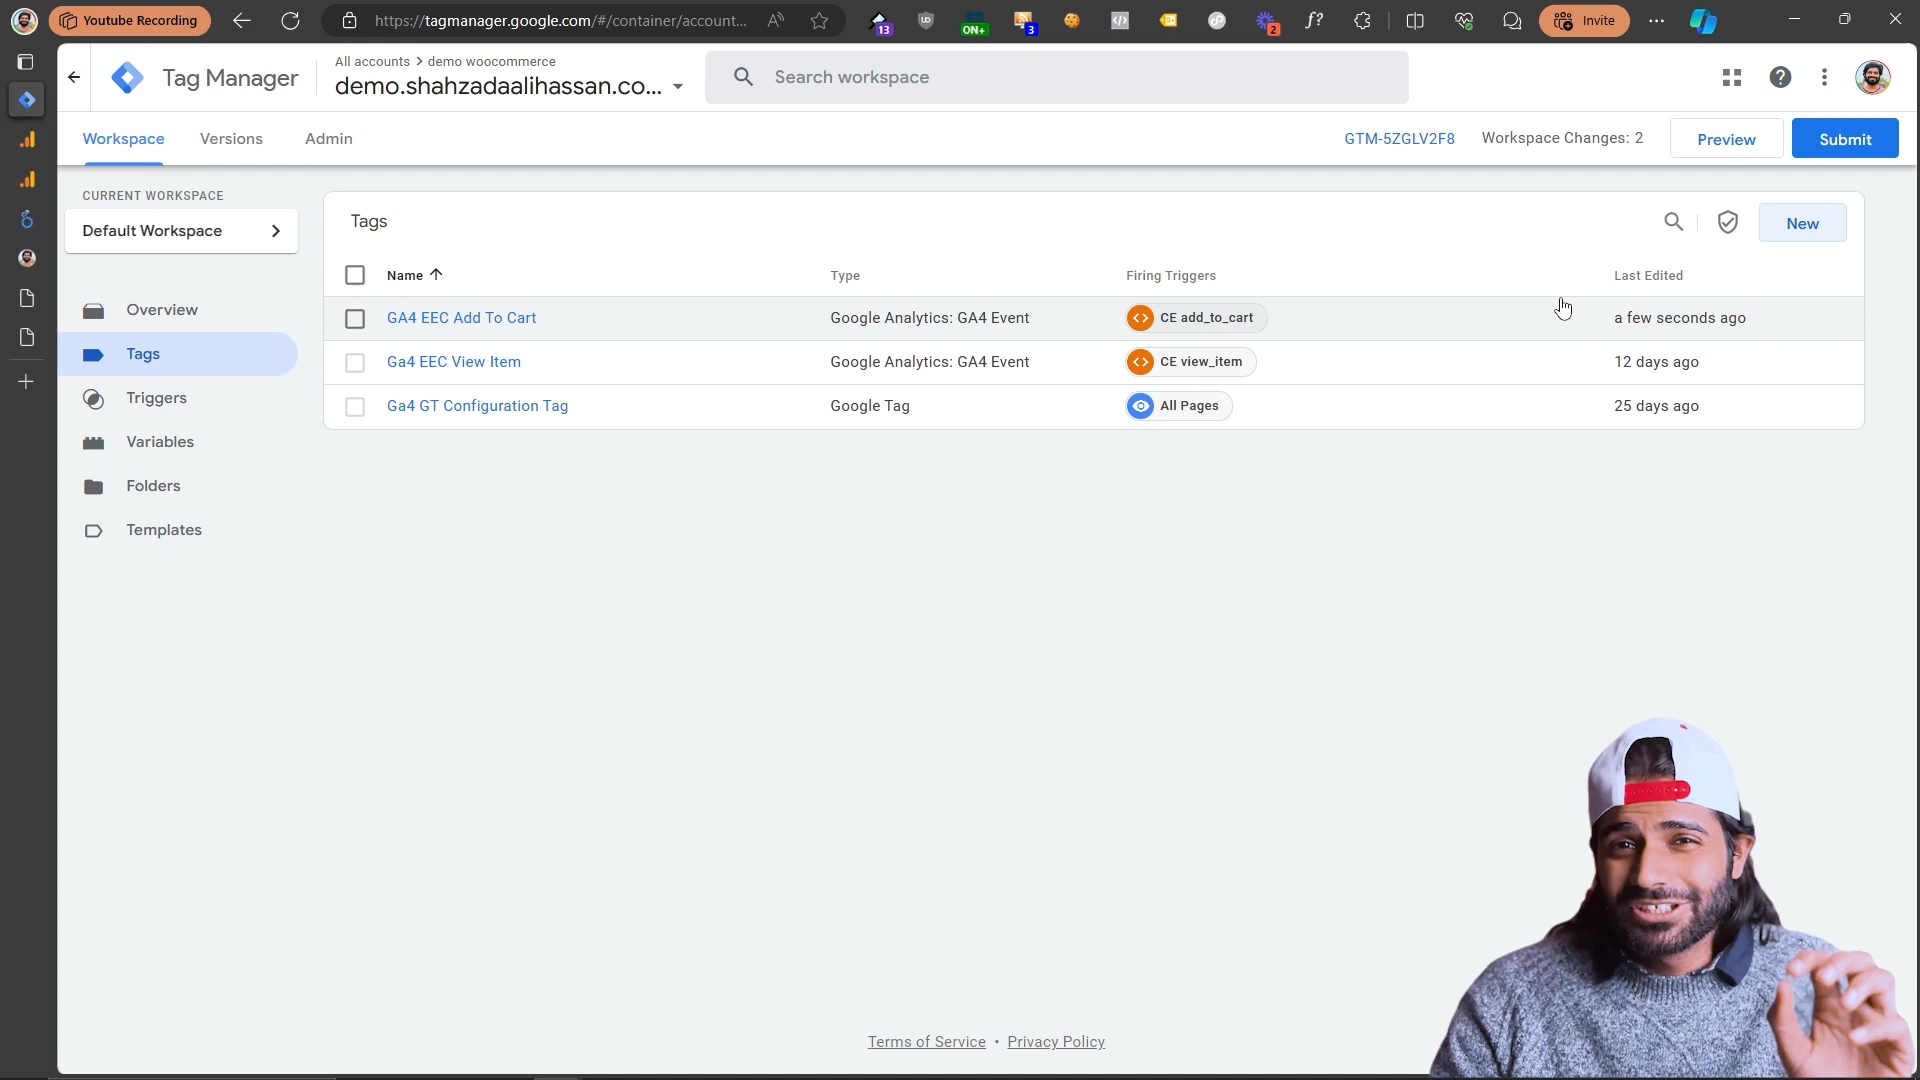 Youtube Recording
https://tagmanager.google.com/#/container/account...
13
ON+
3
2
f?
Invite
Tag Manager
All accounts > demo woocommerce
demo.shahzadaalihassan.co...
Search workspace
Workspace
Versions
Admin
GTM-5ZGLV2F8
Workspace Changes: 2
Preview
Submit
CURRENT WORKSPACE
Default Workspace
Overview
Tags
Triggers
Variables
Folders
Templates
Tags
New
Name
Type
Firing Triggers
Last Edited
GA4 EEC Add To Cart
Google Analytics: GA4 Event
CE add_to_cart
a few seconds ago
Ga4 EEC View Item
Google Analytics: GA4 Event
CE view_item
12 days ago
Ga4 GT Configuration Tag
Google Tag
All Pages
25 days ago
Terms of Service • Privacy Policy